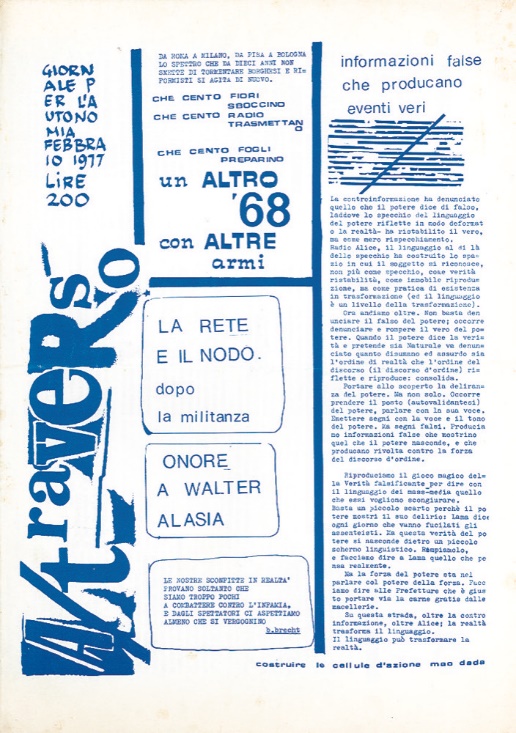 GIORN
ALE P
ER L'A
UTONO
MIA
FEBBRA
IO 1977
LIRE
200
A/traverso
DA ROMA A MILANO, DA PISA A BOLOGNA
LO SPETTRO CHE DA DIECI ANNI NON
SMETTE DI TORMENTARE BORGHESI E RI=
FORMISTI SI AGITA DI NUOVO.
CHE CENTO FIORI
SBOCCINO
CHE CENTO RADIO
TRASMETTAN
O
CHE CENTO FOGLI
PREPARINO
un ALTRO
'68
con ALTRE
armi
LA RETE
E IL NODO.
dopo
la militanza
ONORE
A WALTER
ALASIA
LE NOSTRE SCONFITTE IN REALTA'
PROVANO SOLTANTO CHE
SIAMO TROPPO POCHI
A COMBATTERE CONTRO L'INFAMIA,
E DAGLI SPETTATORI CI ASPETTIAMO
ALMENO CHE SI VERGOGNINO
b.brecht
informazioni false
che producano
eventi veri
La controinformazione ha denunciato
quello che il potere dice di falso,
laddove lo specchio del linguaggio
del potere riflette in modo deformat
o la realtà- ha ristabilito il vero,
ma come mero rispecchiamento.
Radio Alice, il linguaggio al di là
dello specchio ha costruito lo spa=
zio in cui il soggetto si riconosce,
non più come specchio, come verità
ristabilità, come immobile riprodu=
zione, ma come pratica di esistenza
in trasformazione (ed il linguaggio
è un livello della trasformazione).
Ora andiamo oltre. Non basta den
unciare il falso del potere; occorre
denunciare e rompere il vero del po=
tere. Quando il potere dice la veri=
tà e pretende sia Naturale va denun=
ciato quanto disumano ed assurdo sia
l'ordine di realtà che l'ordine del
discorso (il discorso d'ordine) ri=
flette e riproduce: consolida.
Portare allo scoperto la deliran=
za del potere. Ma non solo. Occorre
prendere il posto (autovalidantesi)
del potere, parlare con la sua voce.
Emettere segni con la voce e il tono
del potere. Ma segni falsi. Producia
mo informazioni false che mostrino
quel che il potere nasconde, e che
producano rivolta contro la forza
del discorso d'ordine.
Riproduciamo il gioco magico del=
la Verità falsificante per dire con
il linguaggio dei mass-media quello
che essi vogliono scongiurare.
Basta un piccolo scarto perchè il po
tere mostri il suo delirio: Lama dice
ogni giorno che vanno fucilati gli
assenteisti. Ma questa verità del po
tere si nasconde dietro un piccolo
schermo linguistico. Rompiamolo,
e facciamo dire a Lama quello che pe
nsa realmente.
Ma la forza del potere sta nel
parlare col potere della forza. Facc
iamo dire alle Prefetture che è gius
to portare via la carne gratis dalle
macellerie.
Su questa strada, oltre la contro
informazione, oltre Alice; la realtà
trasforma il linguaggio.
Il linguaggio può trasformare la
realtà.
costruire le cellule d'azione mao dada